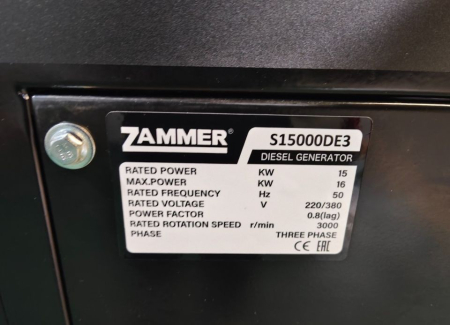 ZAMMER® S15000DE3
DIESEL GENERATOR
RATED POWER KW 15
MAX.POWER KW 16
RATED FREQUENCY Hz 50
RATED VOLTAGE V 220/380
POWER FACTOR 0.8(lag)
RATED ROTATION SPEED r/min 3000
PHASE THREE PHASE
CE EAC